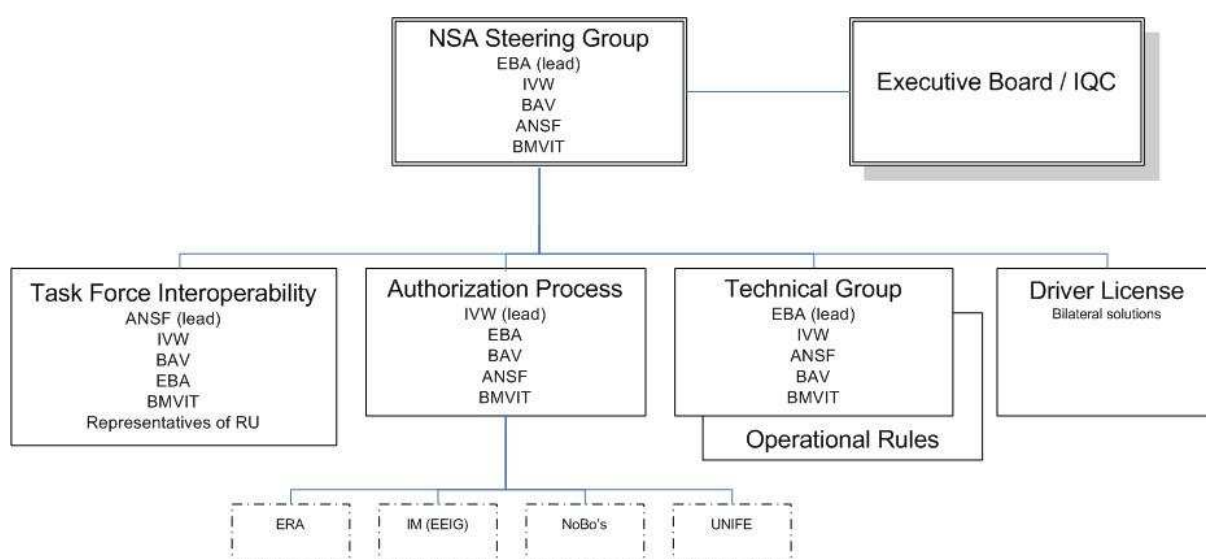 NSA Steering Group
EBA (lead)
IVW
BAV
ANSF
BMVIT
Executive Board / IQC
Task Force Interoperability
ANSF (lead)
IVW
BAV
EBA
BMVIT
Representatives of RU
Authorization Process
IVW (lead)
EBA
BAV
ANSF
BMVIT
Technical Group
EBA (lead)
IVW
ANSF
BAV
BMVIT
Operational Rules
Driver License
Bilateral solutions
ERA
IM (EEIG)
NoBo's
UNIFE